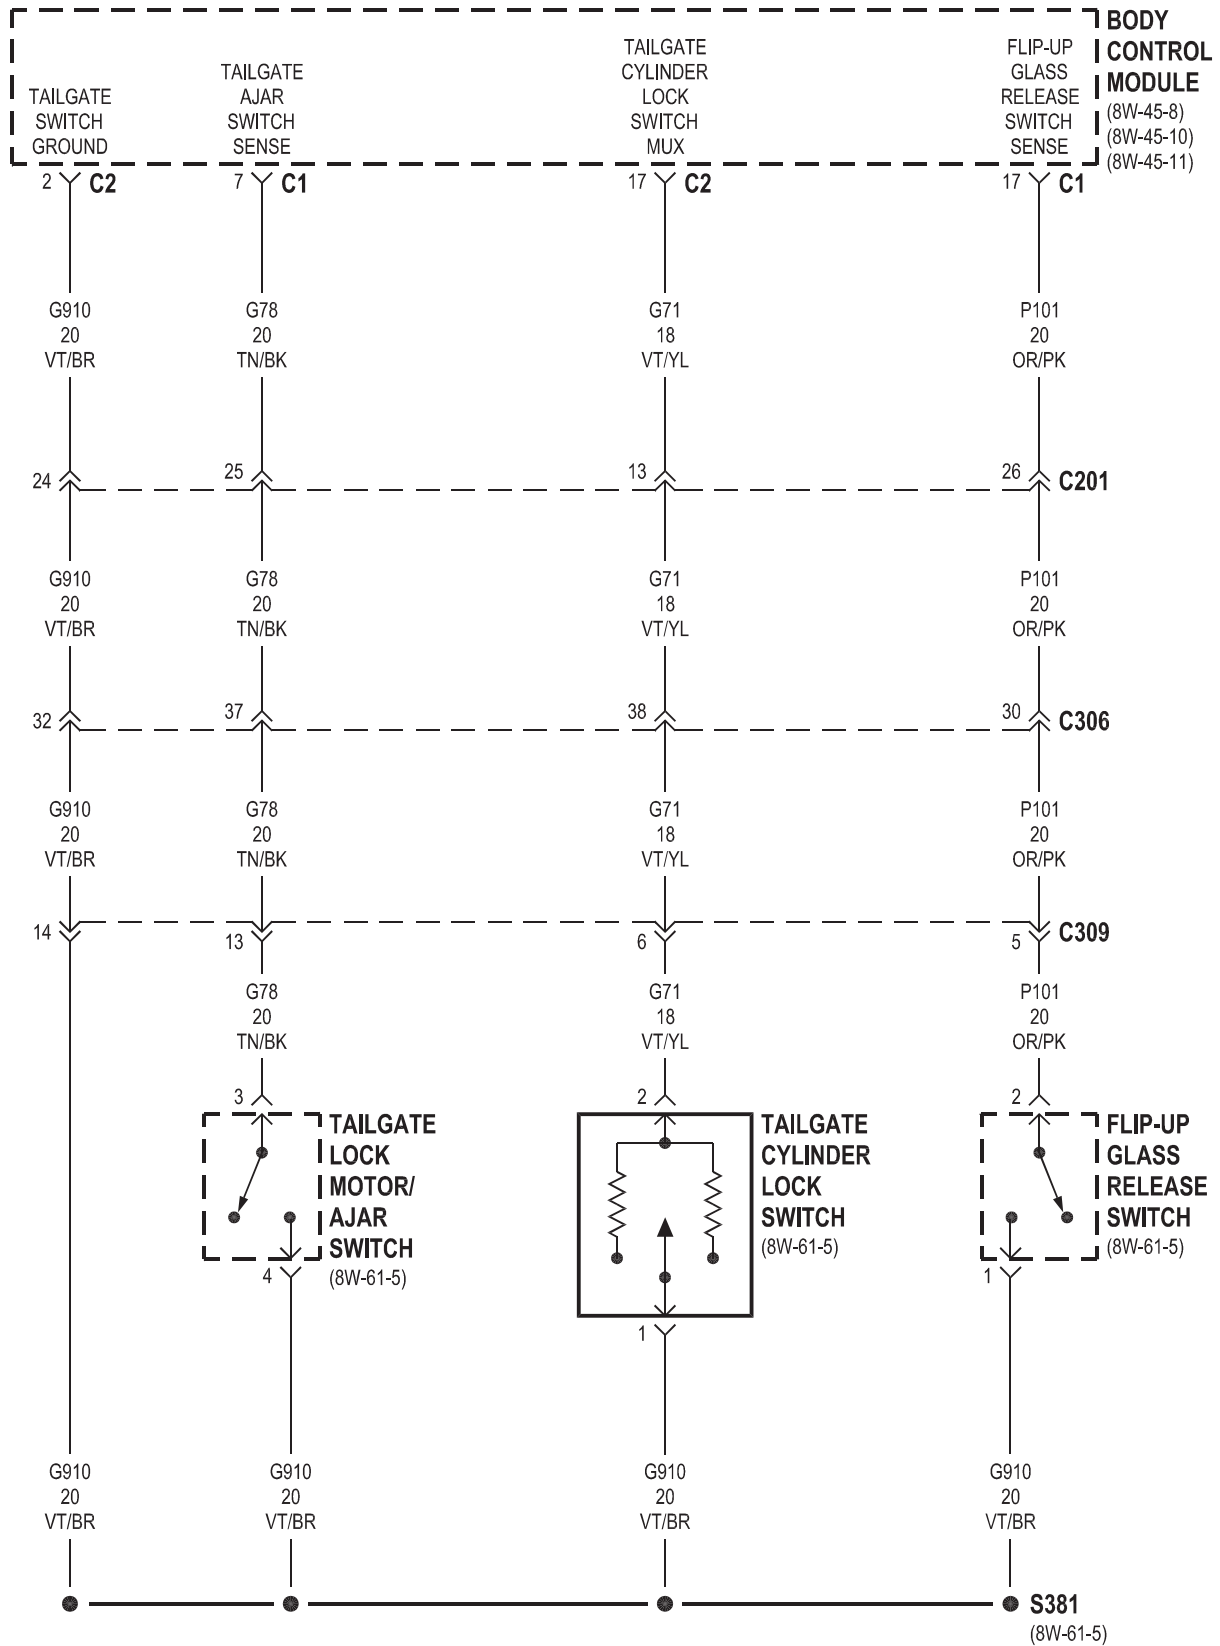 BODY
CONTROL
MODULE
(8W-45-8)
(8W-45-10)
(8W-45-11)
TAILGATE
SWITCH
GROUND
TAILGATE
AJAR
SWITCH
SENSE
TAILGATE
CYLINDER
LOCK
SWITCH
MUX
FLIP-UP
GLASS
RELEASE
SWITCH
SENSE
2 C2
7 C1
17 C2
17 C1
G910
20
VT/BR
G78
20
TN/BK
G71
18
VT/YL
P101
20
OR/PK
24
25
13
26
C201
G910
20
VT/BR
G78
20
TN/BK
G71
18
VT/YL
P101
20
OR/PK
32
37
38
30
C306
G910
20
VT/BR
G78
20
TN/BK
G71
18
VT/YL
P101
20
OR/PK
14
13
6
5
C309
G78
20
TN/BK
G71
18
VT/YL
P101
20
OR/PK
3
TAILGATE
LOCK
MOTOR/
AJAR
SWITCH
(8W-61-5)
4
2
TAILGATE
CYLINDER
LOCK
SWITCH
(8W-61-5)
1
2
FLIP-UP
GLASS
RELEASE
SWITCH
(8W-61-5)
1
G910
20
VT/BR
G910
20
VT/BR
G910
20
VT/BR
G910
20
VT/BR
S381
(8W-61-5)